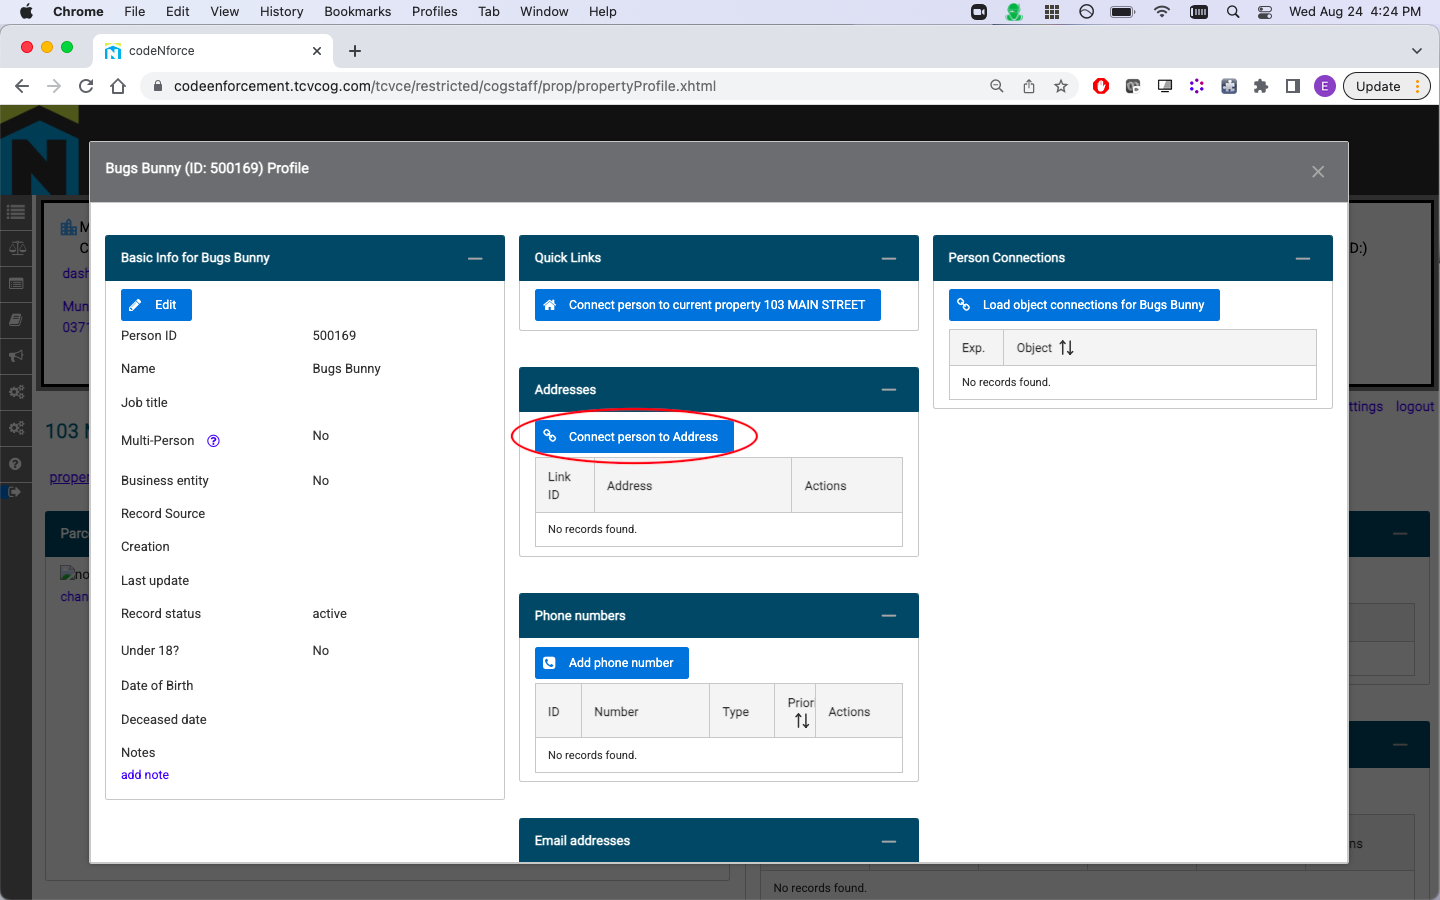 Chrome File Edit View History Bookmarks Profiles Tab Window Help Wed Aug 24 4:24 PM
codeNforce
codeenforcement.tcvcog.com/tcvce/restricted/cogstaff/prop/propertyProfile.xhtml
E
Update
Bugs Bunny (ID: 500169) Profile
Basic Info for Bugs Bunny
Edit
Person ID 500169
Name Bugs Bunny
Job title
Multi-Person No
Business entity No
Record Source
Creation
Last update
Record status active
Under 18? No
Date of Birth
Deceased date
Notes
add note
Quick Links
Connect person to current property 103 MAIN STREET
Addresses
Connect person to Address
Link ID Address Actions
No records found.
Phone numbers
Add phone number
ID Number Type Prior Actions
No records found.
Email addresses
Person Connections
Load object connections for Bugs Bunny
Exp. Object
No records found.
D:)
ttings logout
dash
Mun
0371
103
proper
Parc
chan
ns
No records found.